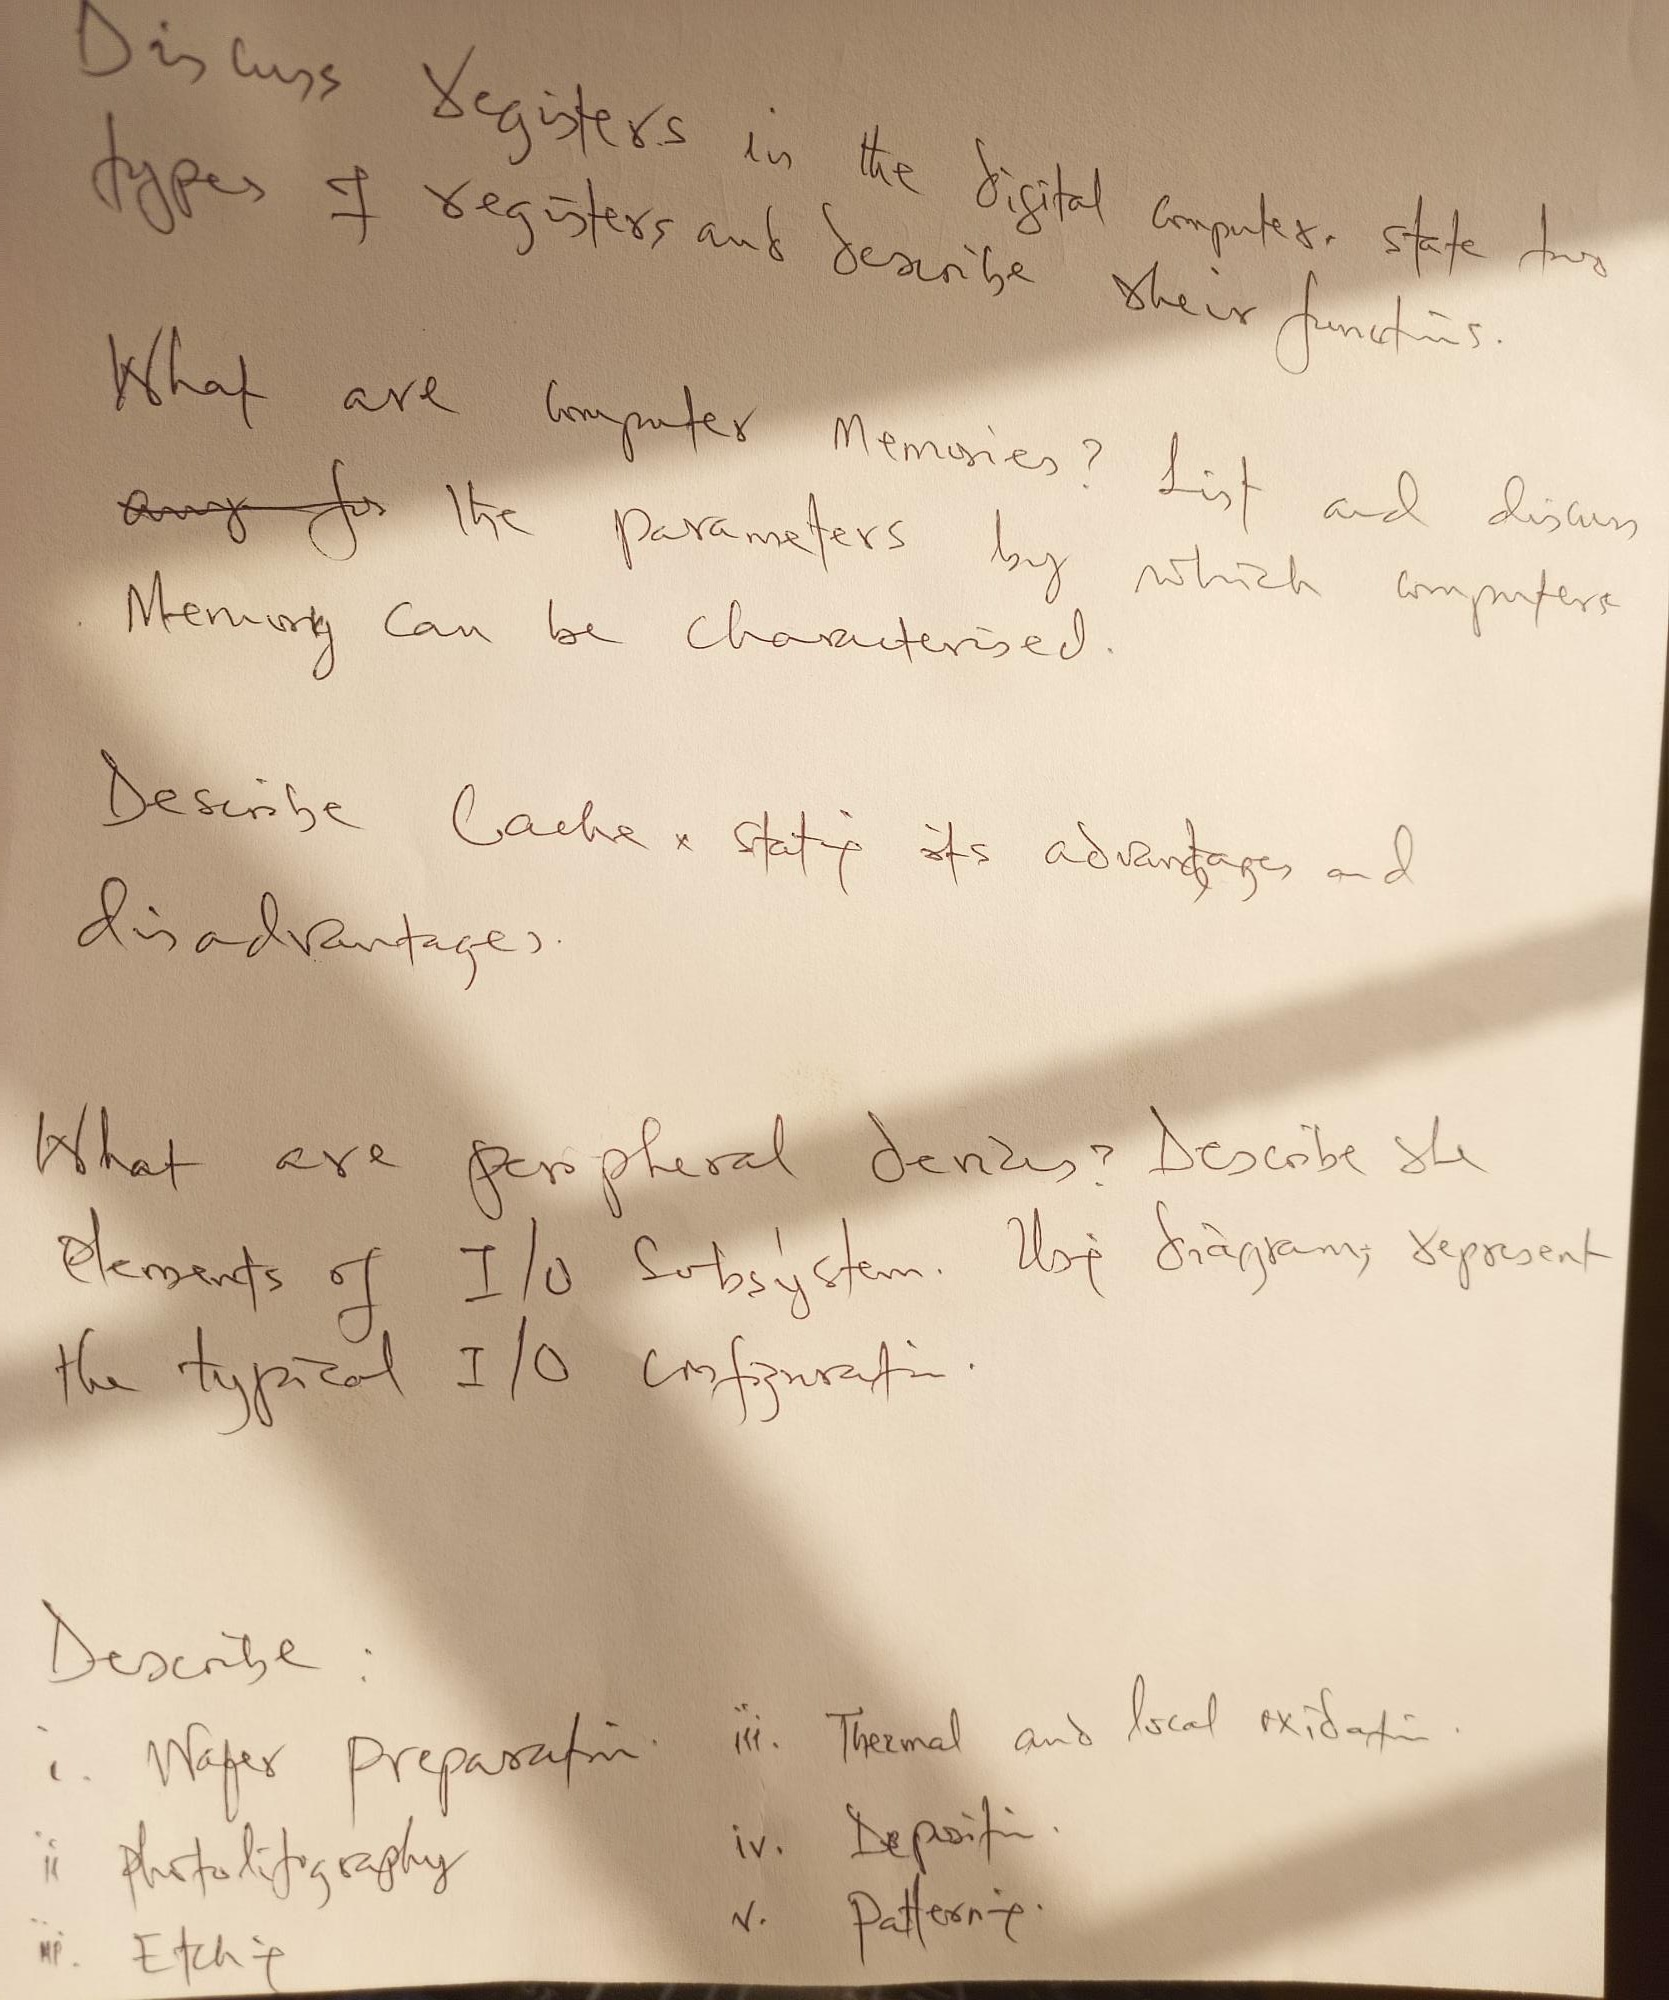 Discuss registers in the digital computer. state two
types of registers and describe their functions.
What are computer Memories? List and discuss
any for the parameters by which computers
Memory can be characterised.
Describe Cache x stating its advantages and
disadvantages.
What are peripheral devices? Describe the
elements of I/O Subsystem. Using diagrams, represent
the typical I/O configuration.
Describe :
i. Wafer preparation. iii. Thermal and local oxidation.
ii Photolitography iv. Deposition.
iii. Etching v. Patterning.